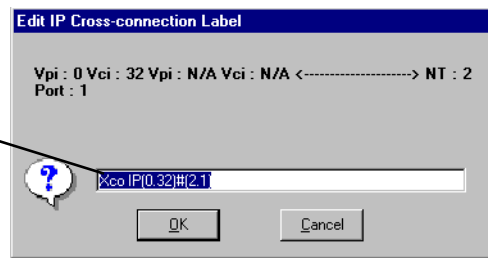 Edit IP Cross-connection Label
Vpi : 0 Vci : 32 Vpi : N/A Vci : N/A <--------------------> NT : 2
Port : 1
Xco IP(0.32)#(2.1)
OK
Cancel